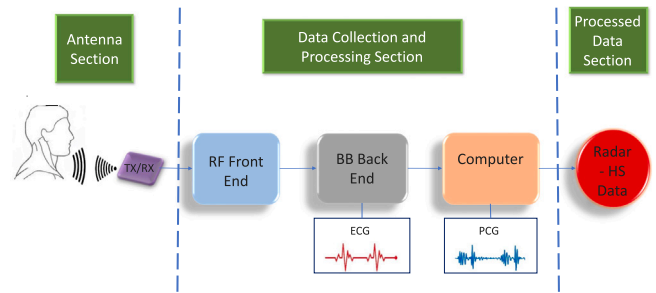 Antenna
Section
Data Collection and
Processing Section
Processed
Data
Section
TX/RX
RF Front
End
BB Back
End
Computer
Radar
- HS
Data
ECG
PCG